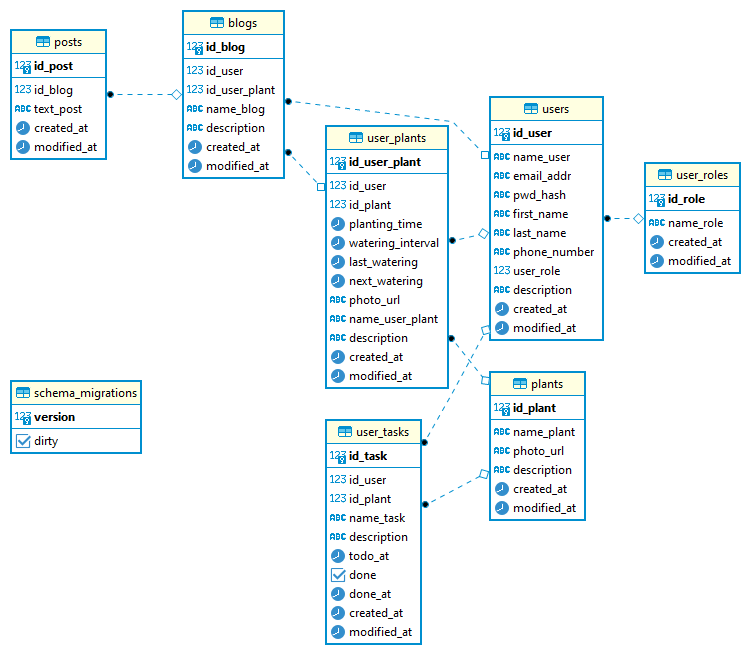 posts
123 id_post
123 id_blog
ABC text_post
created_at
modified_at
blogs
123 id_blog
123 id_user
123 id_user_plant
ABC name_blog
ABC description
created_at
modified_at
user_plants
123 id_user_plant
123 id_user
123 id_plant
planting_time
watering_interval
last_watering
next_watering
ABC photo_url
ABC name_user_plant
ABC description
created_at
modified_at
users
123 id_user
ABC name_user
ABC email_addr
ABC pwd_hash
ABC first_name
ABC last_name
ABC phone_number
123 user_role
ABC description
created_at
modified_at
user_roles
123 id_role
ABC name_role
created_at
modified_at
schema_migrations
123 version
dirty
user_tasks
123 id_task
123 id_user
123 id_plant
ABC name_task
ABC description
todo_at
done
done_at
created_at
modified_at
plants
123 id_plant
ABC name_plant
ABC photo_url
ABC description
created_at
modified_at